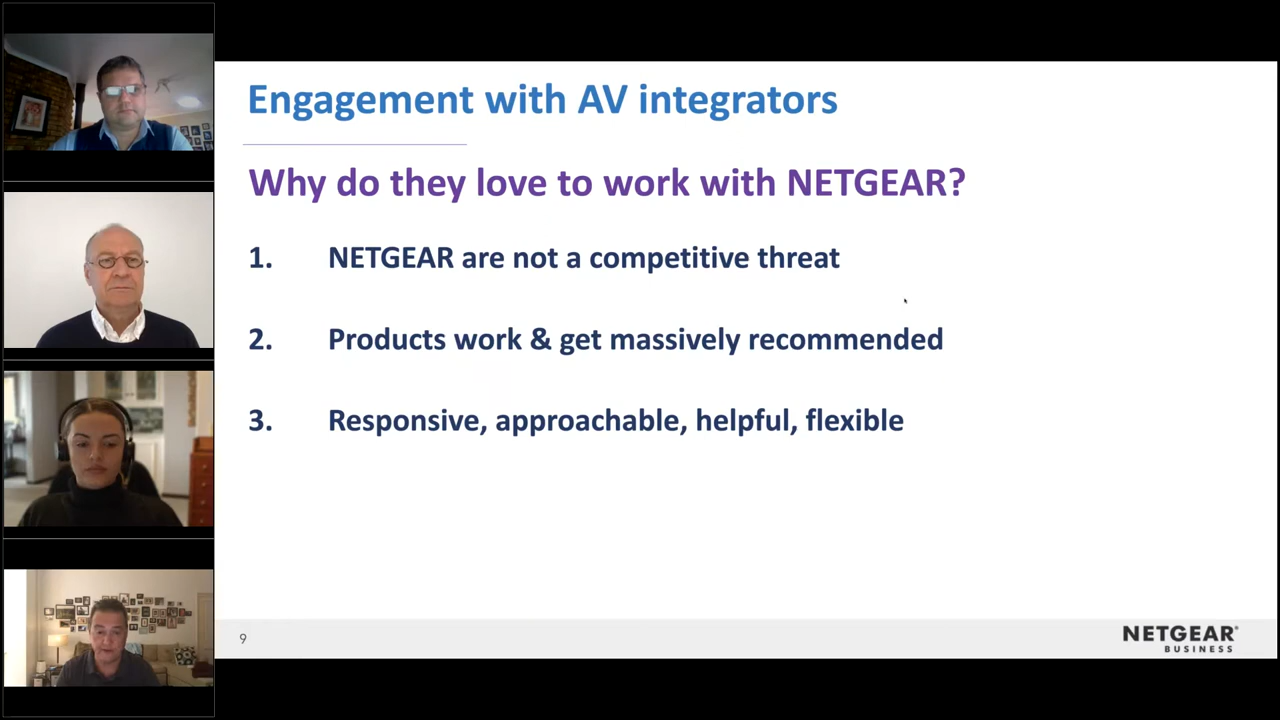 Engagement with AV integrators
Why do they love to work with NETGEAR?
1. NETGEAR are not a competitive threat
2. Products work & get massively recommended
3. Responsive, approachable, helpful, flexible
9
NETGEAR®
BUSINESS